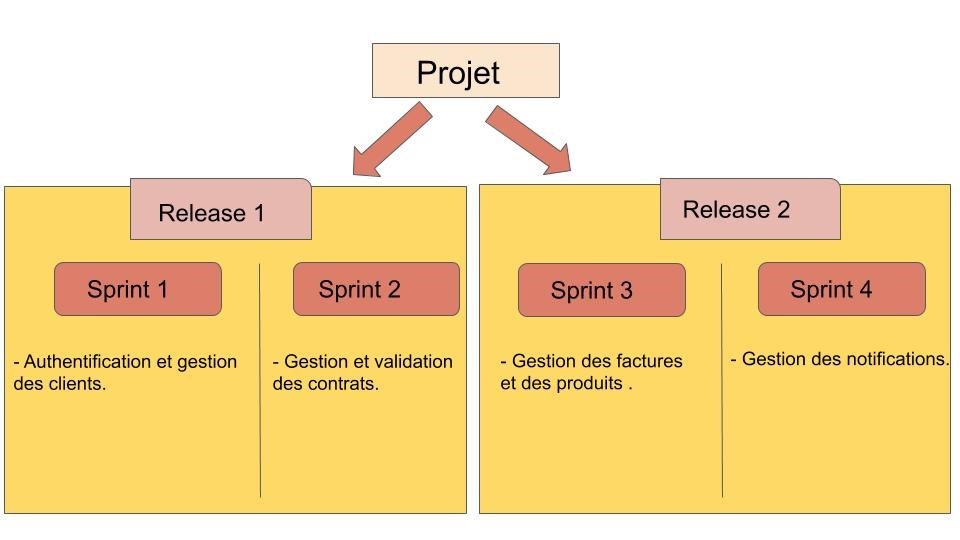 Projet
Release 1
Sprint 1
- Authentification et gestion
des clients.
Sprint 2
- Gestion et validation
des contrats.
Release 2
Sprint 3
- Gestion des factures
et des produits .
Sprint 4
- Gestion des notifications.